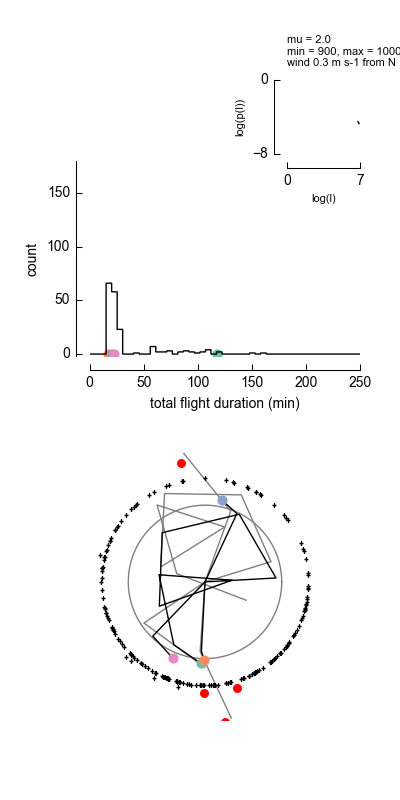 mu = 2.0
min = 900, max = 1000
wind 0.3 m s-1 from N
0
log(p(l))
−8
0 7
log(l)
150
100
50
0
count
0 50 100 150 200 250
total flight duration (min)